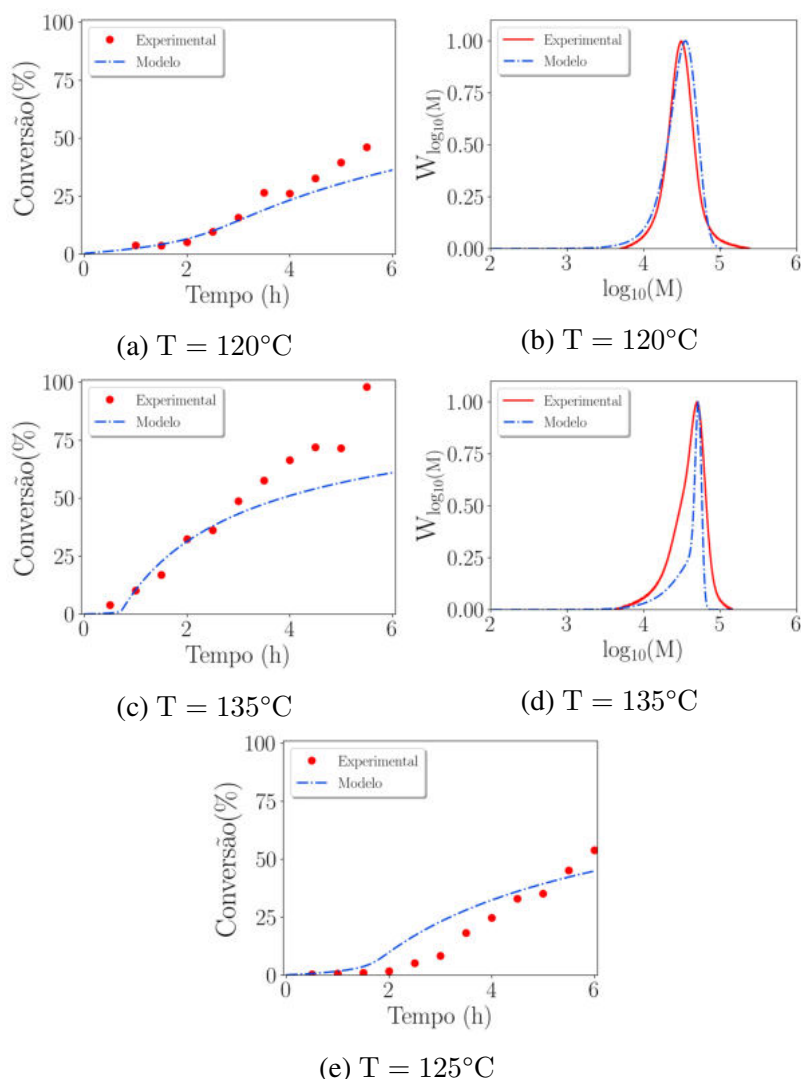 100
75
50
25
0
Conversão(%)
Experimental
Modelo
0 2 4 6
Tempo (h)
(a) T = 120°C
1.00
0.75
0.50
0.25
0.00
W_{log₁₀(M)}
Experimental
Modelo
2 3 4 5 6
log₁₀(M)
(b) T = 120°C
100
75
50
25
0
Conversão(%)
Experimental
Modelo
0 2 4 6
Tempo (h)
(c) T = 135°C
1.00
0.75
0.50
0.25
0.00
W_{log₁₀(M)}
Experimental
Modelo
2 3 4 5 6
log₁₀(M)
(d) T = 135°C
100
75
50
25
0
Conversão(%)
Experimental
Modelo
0 2 4 6
Tempo (h)
(e) T = 125°C